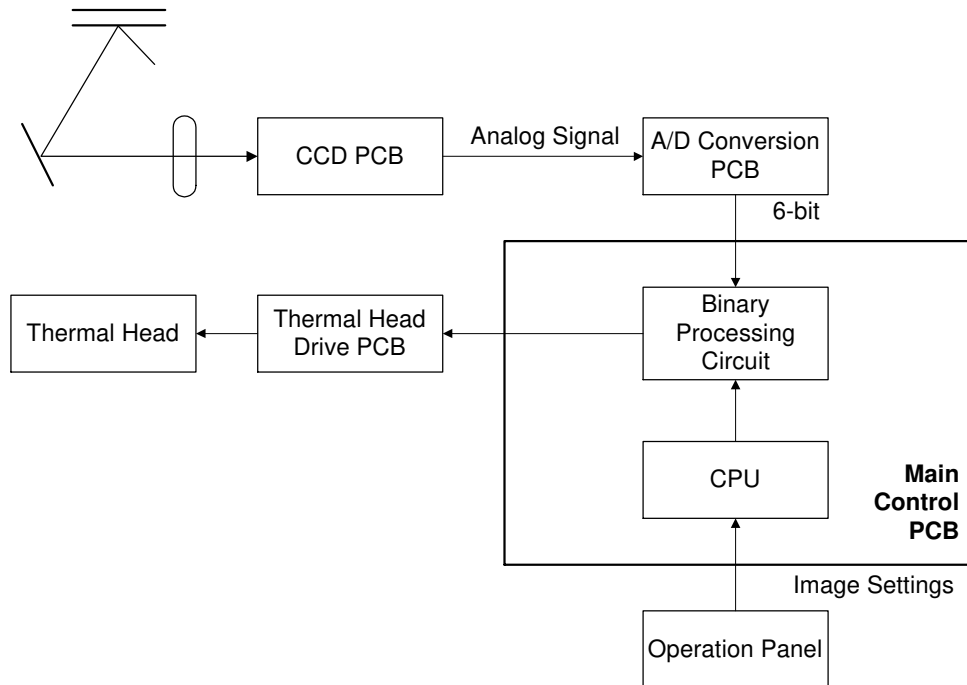 CCD PCB
Analog Signal
A/D Conversion
PCB
6-bit
Thermal Head
Thermal Head
Drive PCB
Binary
Processing
Circuit
CPU
Main
Control
PCB
Image Settings
Operation Panel